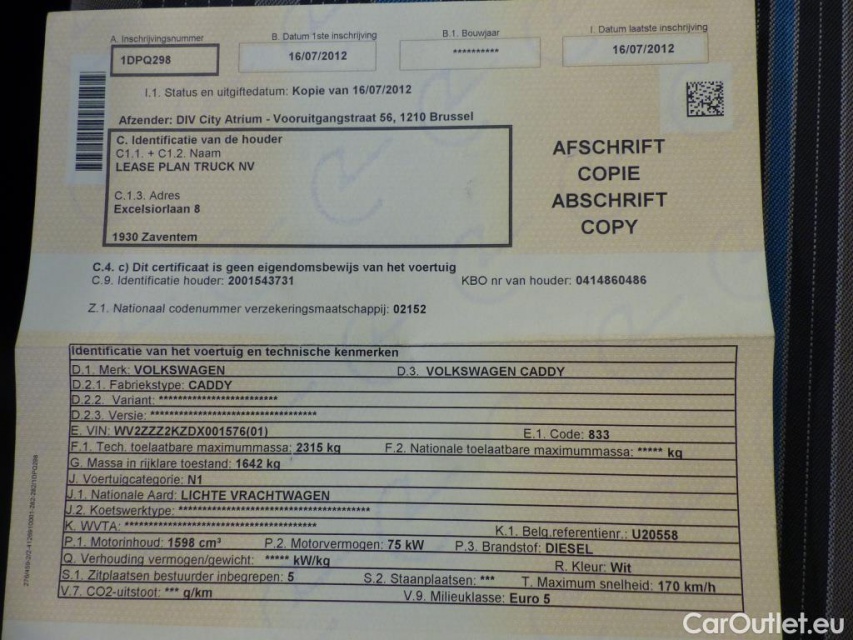 A. Inschrijvingsnummer B. Datum 1ste inschrijving B.1. Bouwjaar I. Datum laatste inschrijving
1DPQ298 16/07/2012 ********** 16/07/2012
I.1. Status en uitgiftedatum: Kopie van 16/07/2012
Afzender: DIV City Atrium - Vooruitgangstraat 56, 1210 Brussel
C. Identificatie van de houder
C1.1. + C1.2. Naam
LEASE PLAN TRUCK NV
C.1.3. Adres
Excelsiorlaan 8
1930 Zaventem
AFSCHRIFT
COPIE
ABSCHRIFT
COPY
C.4. c) Dit certificaat is geen eigendomsbewijs van het voertuig
C.9. Identificatie houder: 2001543731 KBO nr van houder: 0414860486
Z.1. Nationaal codenummer verzekeringsmaatschappij: 02152
Identificatie van het voertuig en technische kenmerken
D.1. Merk: VOLKSWAGEN D.3. VOLKSWAGEN CADDY
D.2.1. Fabriekstype: CADDY
D.2.2. Variant: *************************
D.2.3. Versie: ***********************************
E. VIN: WV2ZZZ2KZDX001576(01) E.1. Code: 833
F.1. Tech. toelaatbare maximummassa: 2315 kg F.2. Nationale toelaatbare maximummassa: ***** kg
G. Massa in rijklare toestand: 1642 kg
J. Voertuigcategorie: N1
J.1. Nationale Aard: LICHTE VRACHTWAGEN
J.2. Koetswerktype: ****************************************
K. WVTA: **************************************** K.1. Belg.referentienr.: U20558
P.1. Motorinhoud: 1598 cm³ P.2. Motorvermogen: 75 kW P.3. Brandstof: DIESEL
Q. Verhouding vermogen/gewicht: ***** kW/kg R. Kleur: Wit
S.1. Zitplaatsen bestuurder inbegrepen: 5 S.2. Staanplaatsen: *** T. Maximum snelheid: 170 km/h
V.7. CO2-uitstoot: *** g/km V.9. Milieuklasse: Euro 5
CarOutlet.eu